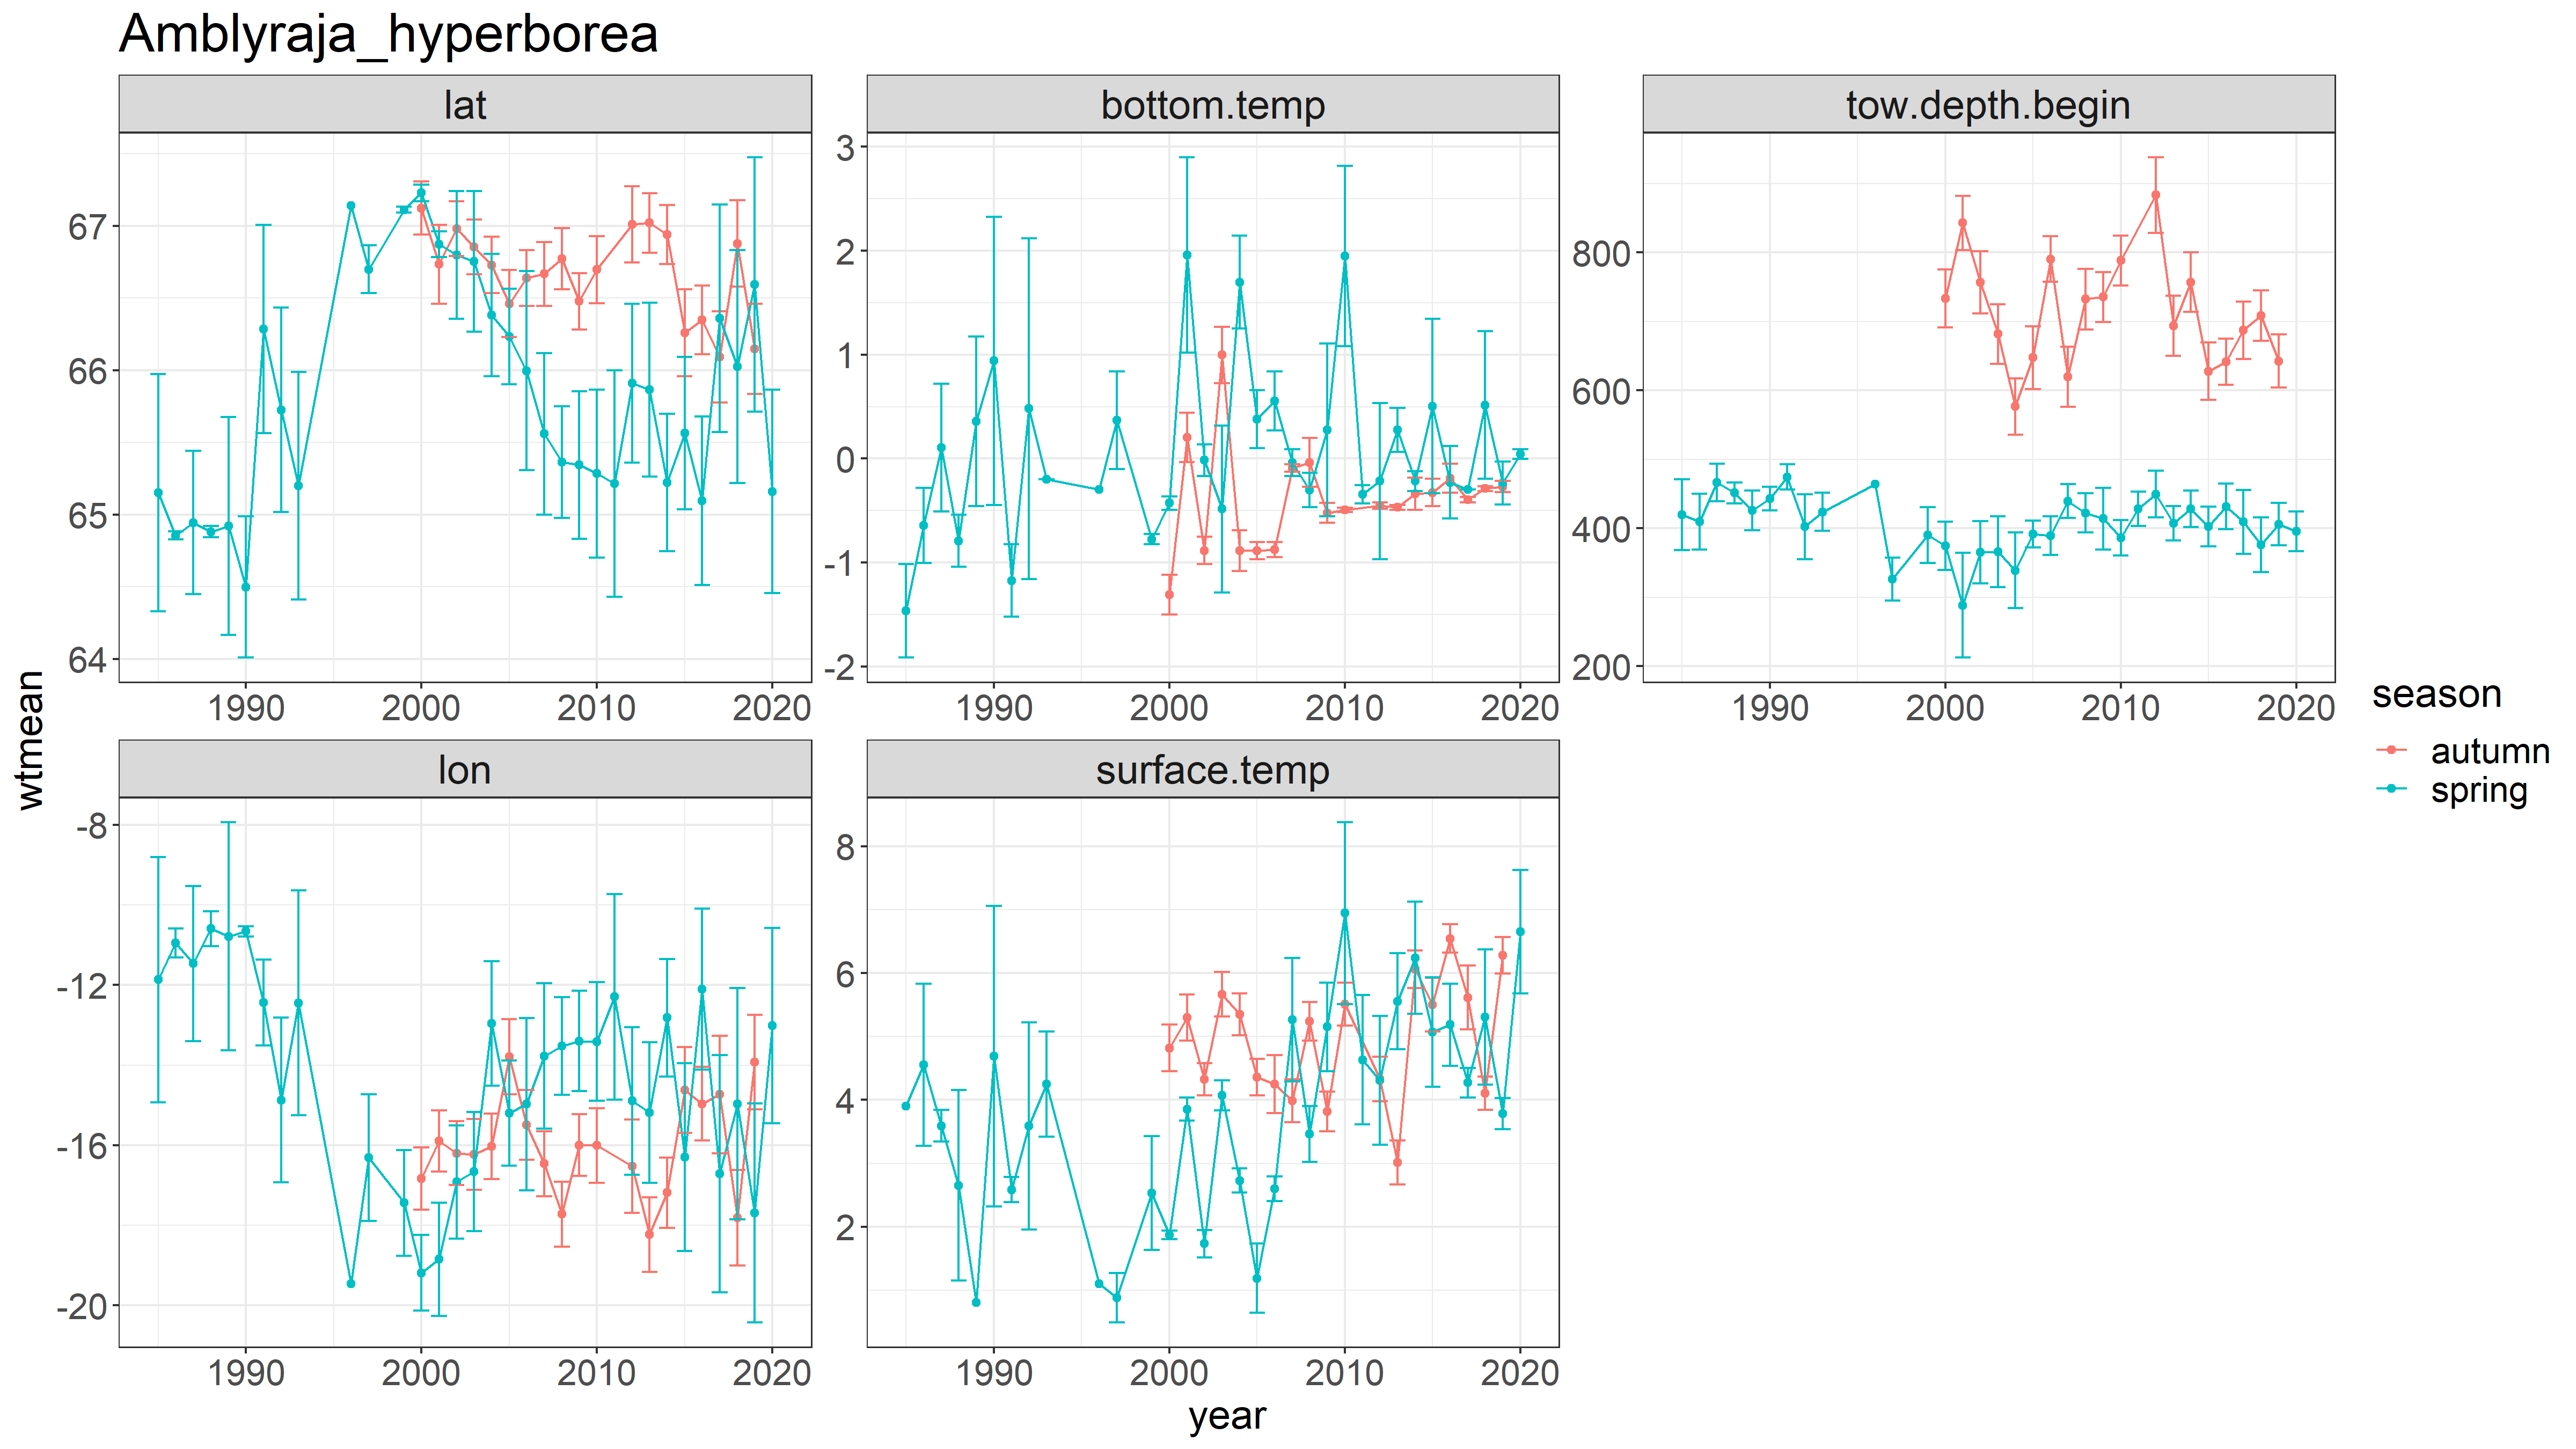 Amblyraja_hyperborea
lat
bottom.temp
tow.depth.begin
67
66
65
64
3
2
1
0
-1
-2
800
600
400
200
1990 2000 2010 2020
1990 2000 2010 2020
1990 2000 2010 2020
wtmean
season
autumn
spring
lon
surface.temp
-8
-12
-16
-20
8
6
4
2
1990 2000 2010 2020
1990 2000 2010 2020
year